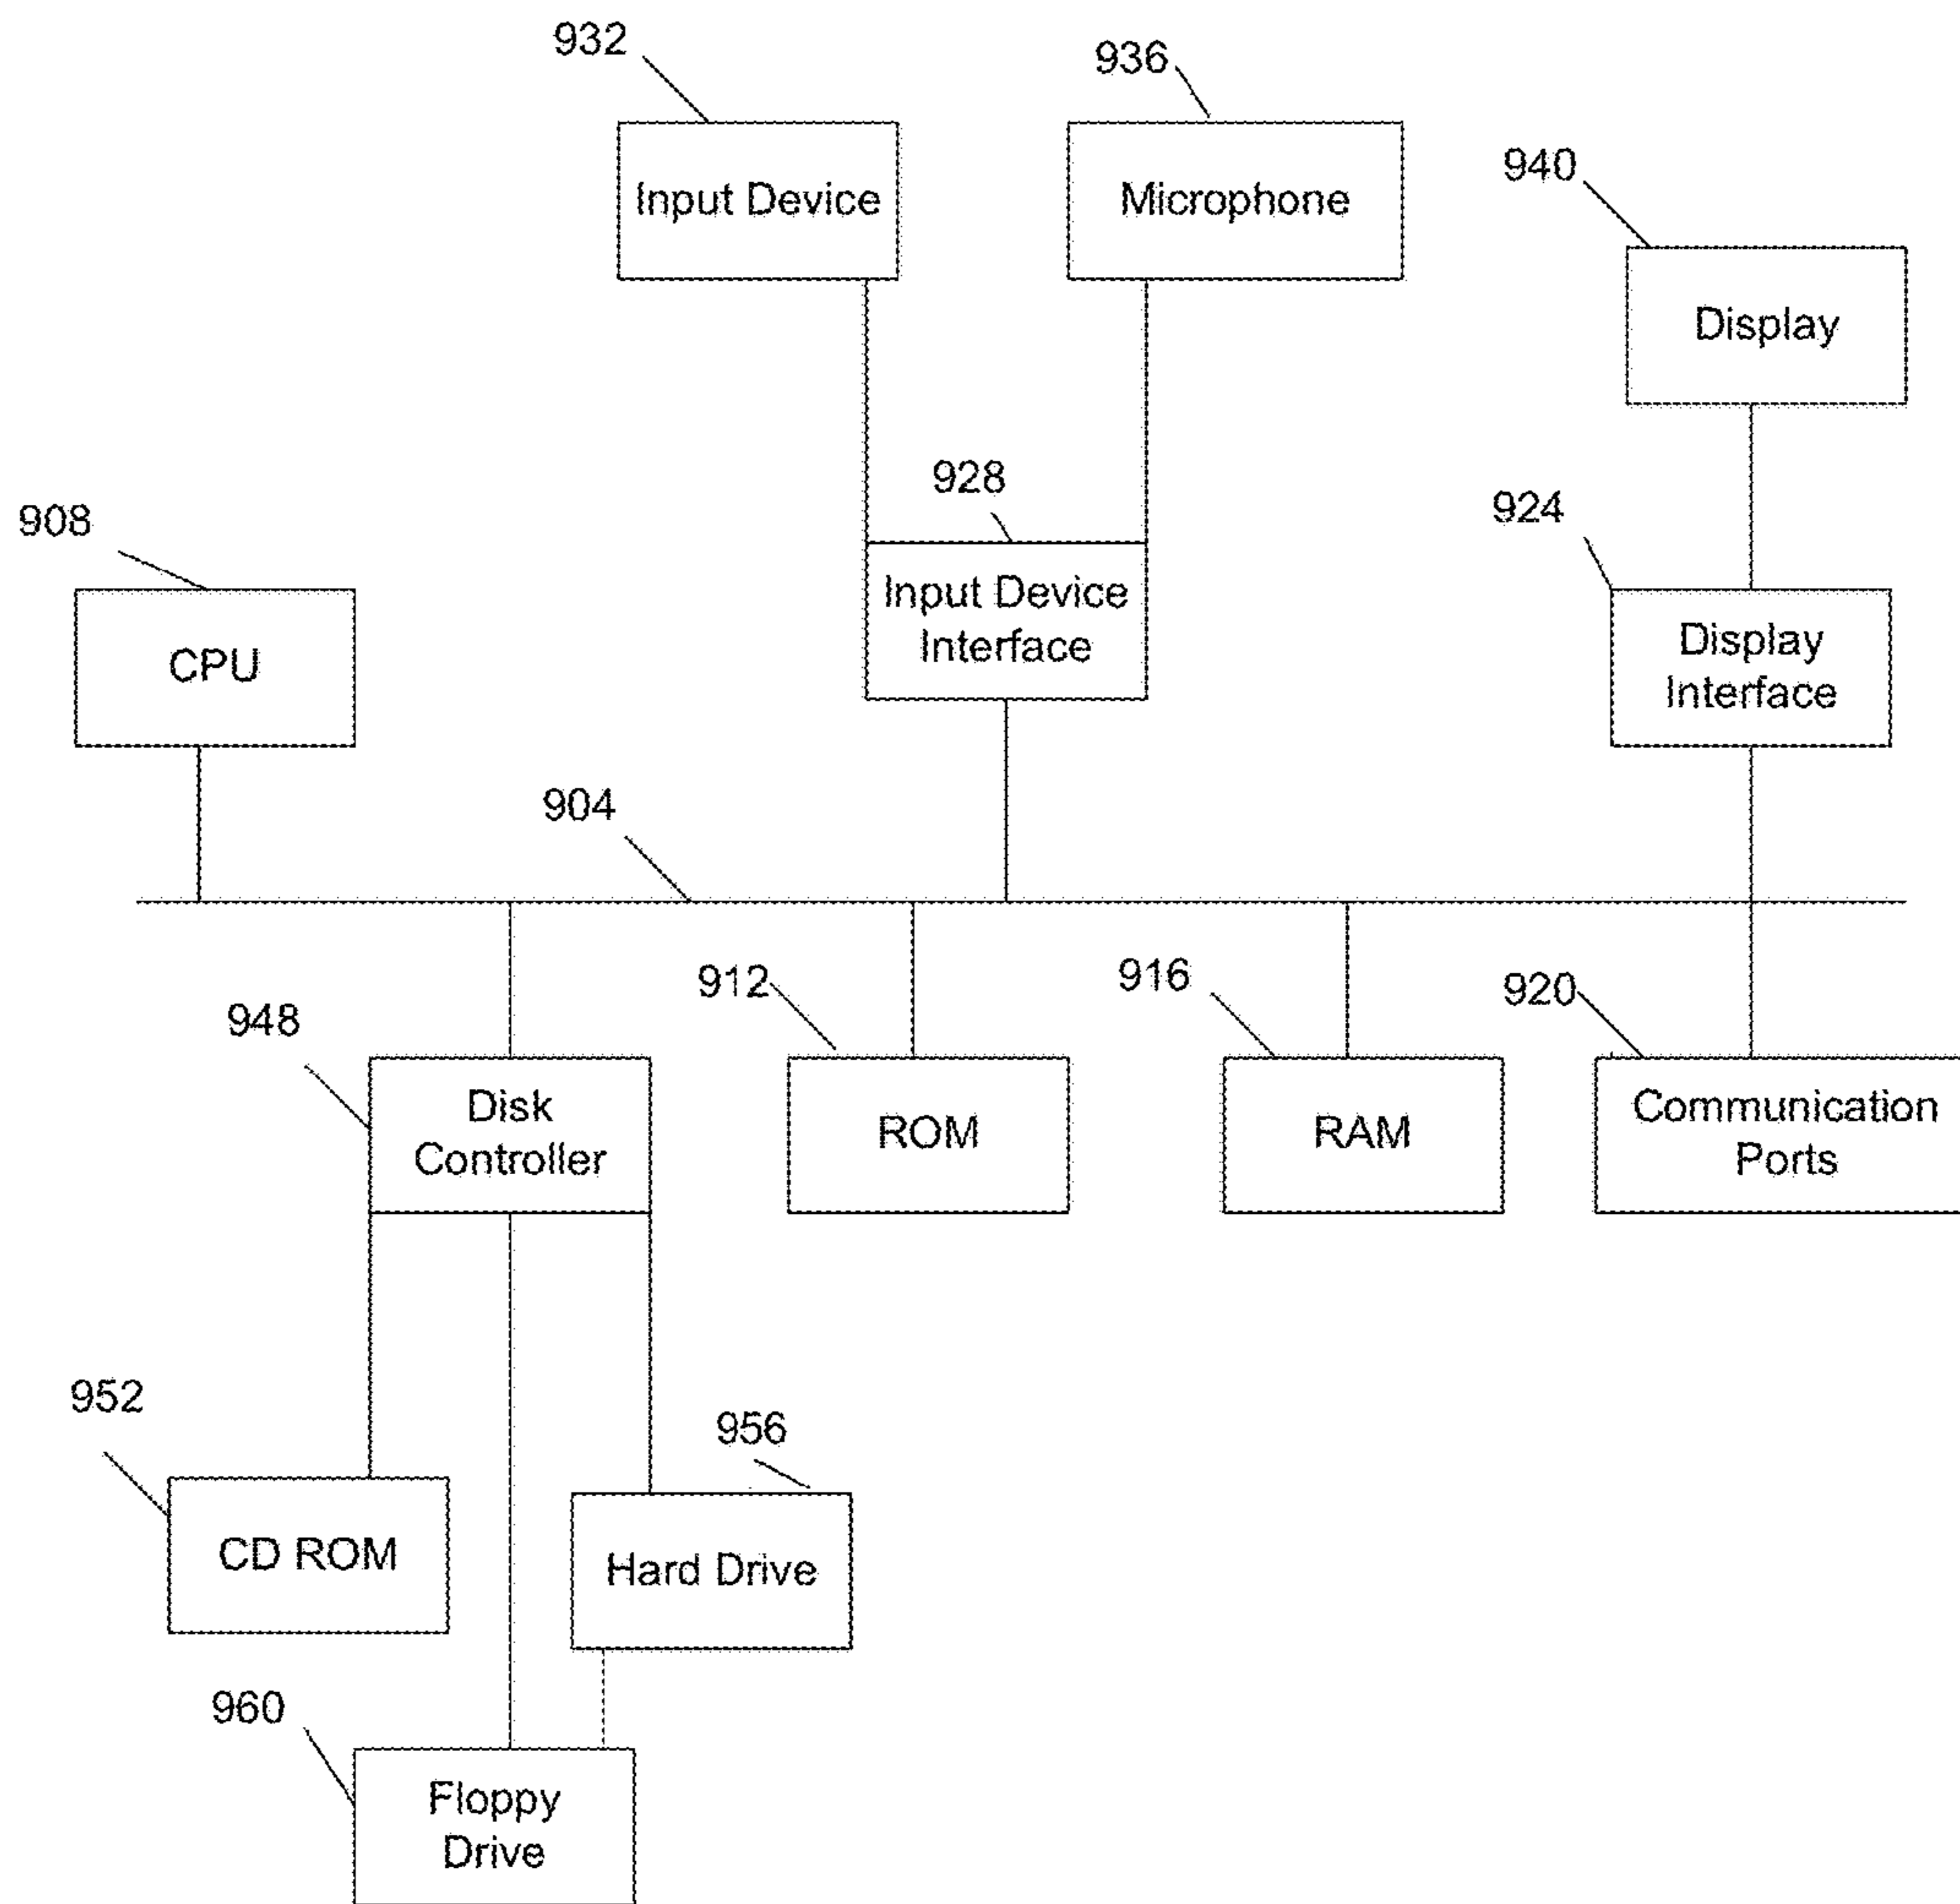 932
936
Input Device
Microphone
940
Display
928
924
908
Input Device
Interface
Display
Interface
CPU
904
912
916
920
948
Disk
Controller
ROM
RAM
Communication
Ports
952
956
CD ROM
Hard Drive
960
Floppy
Drive